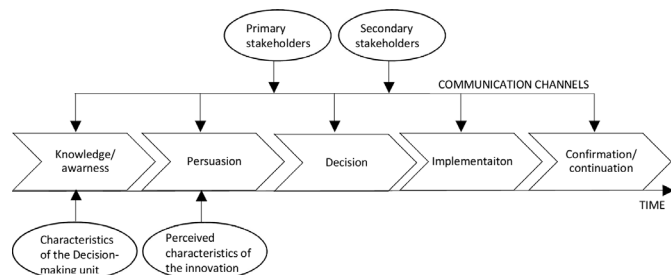 Primary
stakeholders
Secondary
stakeholders
COMMUNICATION CHANNELS
Knowledge/
awarness
Persuasion
Decision
Implementaiton
Confirmation/
continuation
TIME
Characteristics
of the Decision-
making unit
Perceived
characteristics of
the innovation